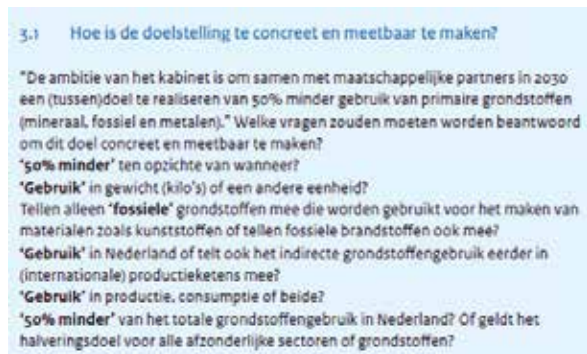 3.1 Hoe is de doelstelling te concreet en meetbaar te maken?
"De ambitie van het kabinet is om samen met maatschappelijke partners in 2030
een (tussen)doel te realiseren van 50% minder gebruik van primaire grondstoffen
(mineraal, fossiel en metalen)." Welke vragen zouden moeten worden beantwoord
om dit doel concreet en meetbaar te maken?
'50% minder' ten opzichte van wanneer?
'Gebruik' in gewicht (kilo's) of een andere eenheid?
Tellen alleen 'fossiele' grondstoffen mee die worden gebruikt voor het maken van
materialen zoals kunststoffen of tellen fossiele brandstoffen ook mee?
'Gebruik' in Nederland of telt ook het indirecte grondstoffengebruik eerder in
(internationale) productieketens mee?
'Gebruik' in productie, consumptie of beide?
'50% minder' van het totale grondstoffengebruik in Nederland? Of geldt het
halveringsdoel voor alle afzonderlijke sectoren of grondstoffen?